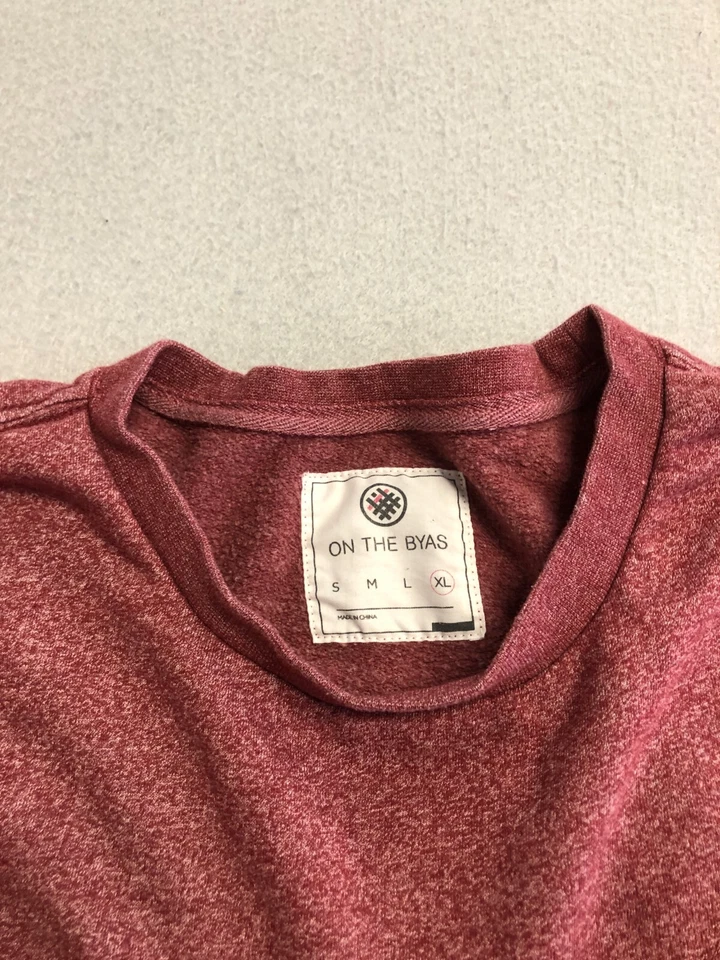 ON THE BYAS
S M L XL
MADE IN CHINA